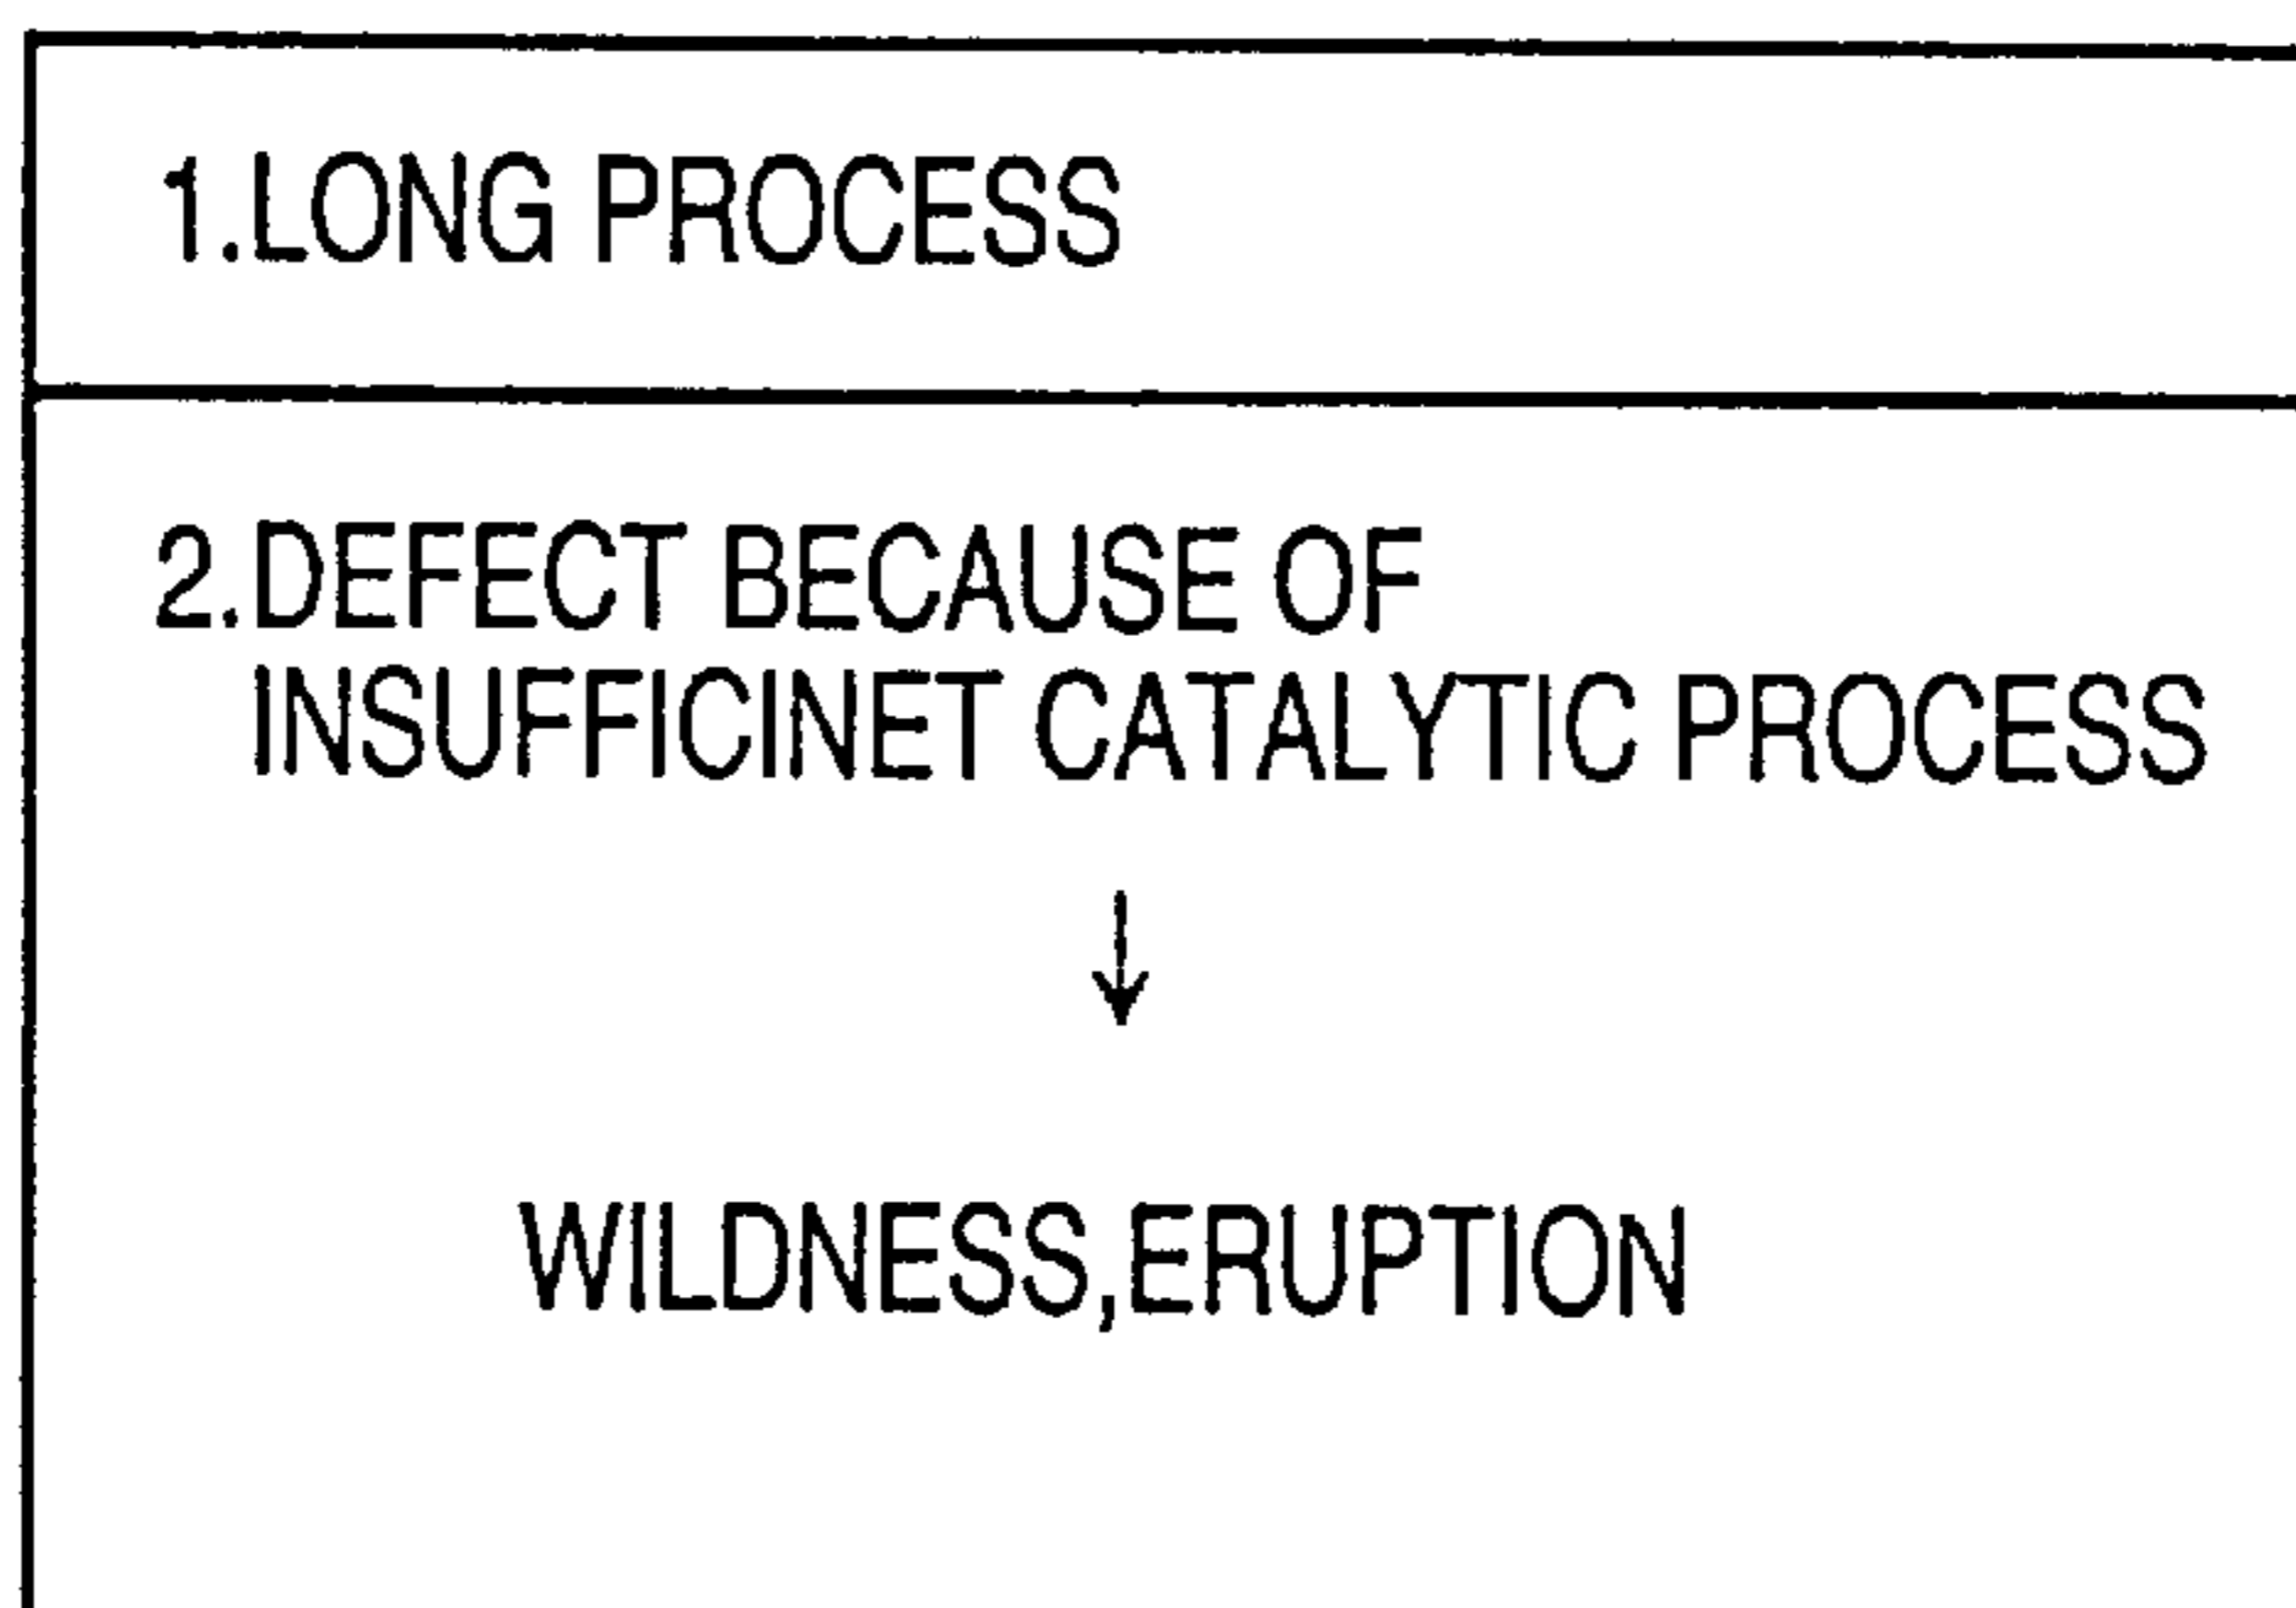 1.LONG PROCESS
2.DEFECT BECAUSE OF
INSUFFICINET CATALYTIC PROCESS
↓
WILDNESS,ERUPTION